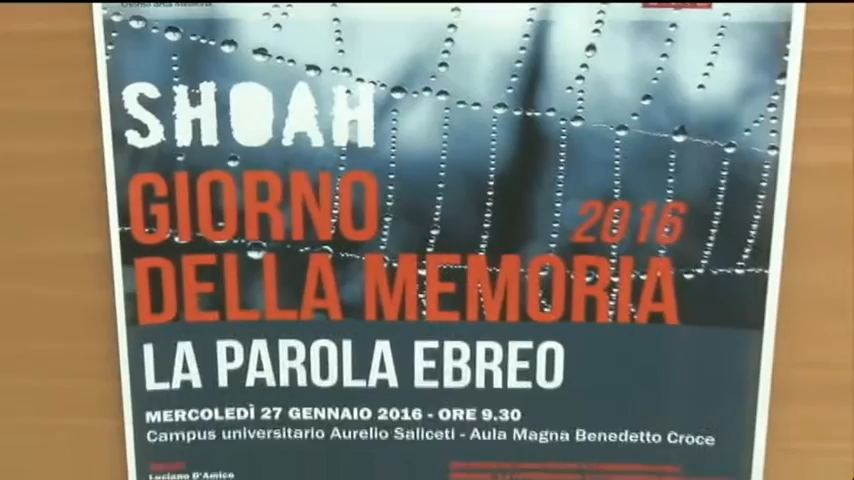 SHOAH
GIORNO 2016
DELLA MEMORIA
LA PAROLA EBREO
MERCOLEDÌ 27 GENNAIO 2016 - ORE 9.30
Campus universitario Aurelio Saliceti - Aula Magna Benedetto Croce
Luciano D'Amico